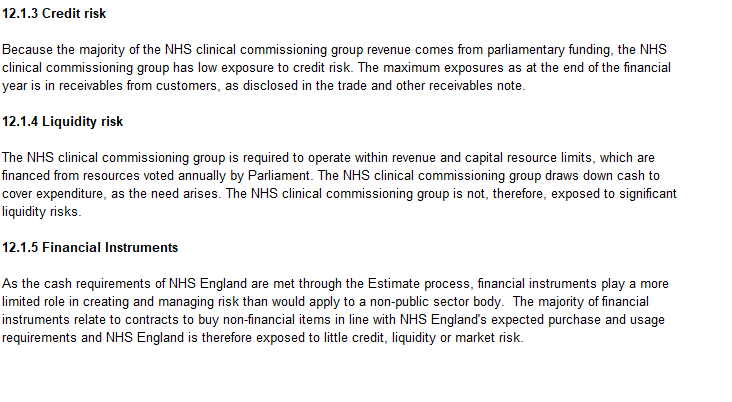 12.1.3 Credit risk
Because the majority of the NHS clinical commissioning group revenue comes from parliamentary funding, the NHS
clinical commissioning group has low exposure to credit risk. The maximum exposures as at the end of the financial
year is in receivables from customers, as disclosed in the trade and other receivables note.
12.1.4 Liquidity risk
The NHS clinical commissioning group is required to operate within revenue and capital resource limits, which are
financed from resources voted annually by Parliament. The NHS clinical commissioning group draws down cash to
cover expenditure, as the need arises. The NHS clinical commissioning group is not, therefore, exposed to significant
liquidity risks.
12.1.5 Financial Instruments
As the cash requirements of NHS England are met through the Estimate process, financial instruments play a more
limited role in creating and managing risk than would apply to a non-public sector body.  The majority of financial
instruments relate to contracts to buy non-financial items in line with NHS England's expected purchase and usage
requirements and NHS England is therefore exposed to little credit, liquidity or market risk.